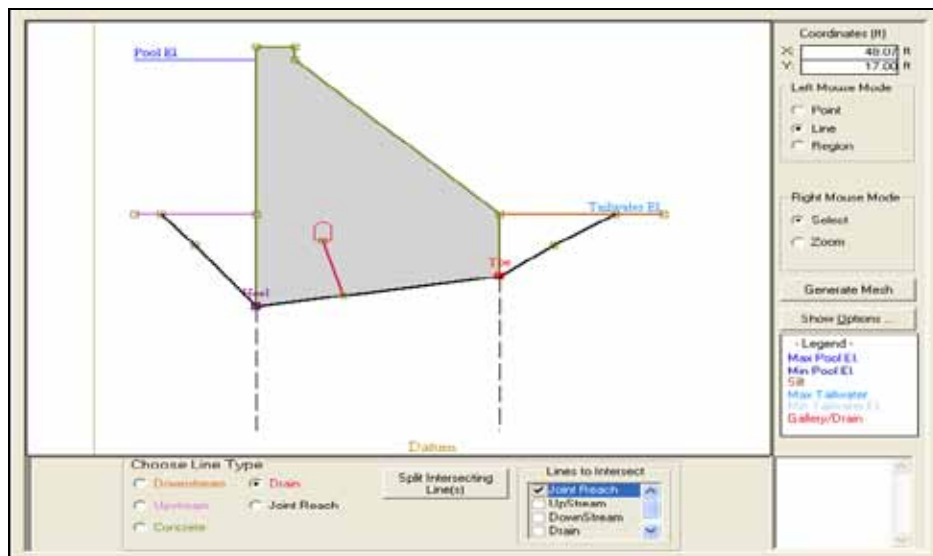 Pool El.
Tailwater El.
Heel
Toe
Datum
Coordinates (ft)
X: 48.07 ft
Y: 17.00 ft
Left Mouse Mode
Point
Line
Region
Right Mouse Mode
Select
Zoom
Generate Mesh
Show Options ...
- Legend -
Max Pool El.
Min Pool El.
Silt
Max Tailwater
Min Tailwater El.
Gallery/Drain
Choose Line Type
Downstream
Drain
Upstream
Joint Reach
Concrete
Split Intersecting
Line(s)
Lines to Intersect
Joint Reach
UpStream
DownStream
Drain